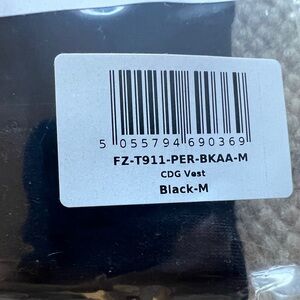 5 055794 690369
FZ-T911-PER-BKAA-M
CDG Vest
Black-M